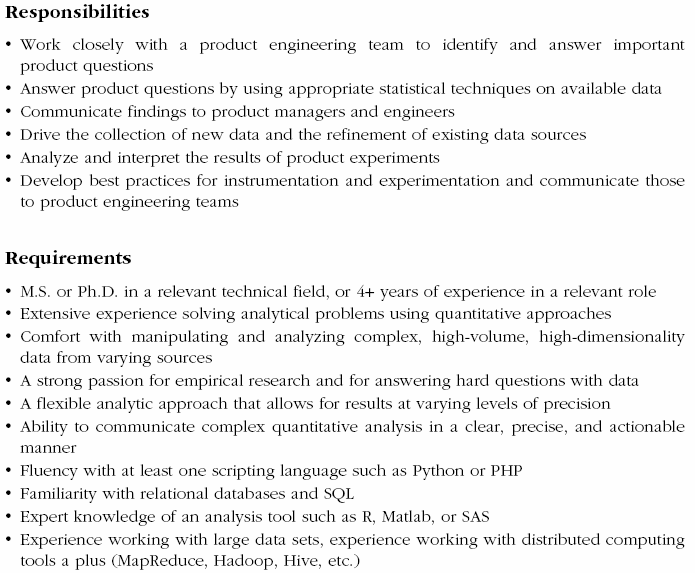 Responsibilities
• Work closely with a product engineering team to identify and answer important
product questions
• Answer product questions by using appropriate statistical techniques on available data
• Communicate findings to product managers and engineers
• Drive the collection of new data and the refinement of existing data sources
• Analyze and interpret the results of product experiments
• Develop best practices for instrumentation and experimentation and communicate those
to product engineering teams
Requirements
• M.S. or Ph.D. in a relevant technical field, or 4+ years of experience in a relevant role
• Extensive experience solving analytical problems using quantitative approaches
• Comfort with manipulating and analyzing complex, high-volume, high-dimensionality
data from varying sources
• A strong passion for empirical research and for answering hard questions with data
• A flexible analytic approach that allows for results at varying levels of precision
• Ability to communicate complex quantitative analysis in a clear, precise, and actionable
manner
• Fluency with at least one scripting language such as Python or PHP
• Familiarity with relational databases and SQL
• Expert knowledge of an analysis tool such as R, Matlab, or SAS
• Experience working with large data sets, experience working with distributed computing
tools a plus (MapReduce, Hadoop, Hive, etc.)